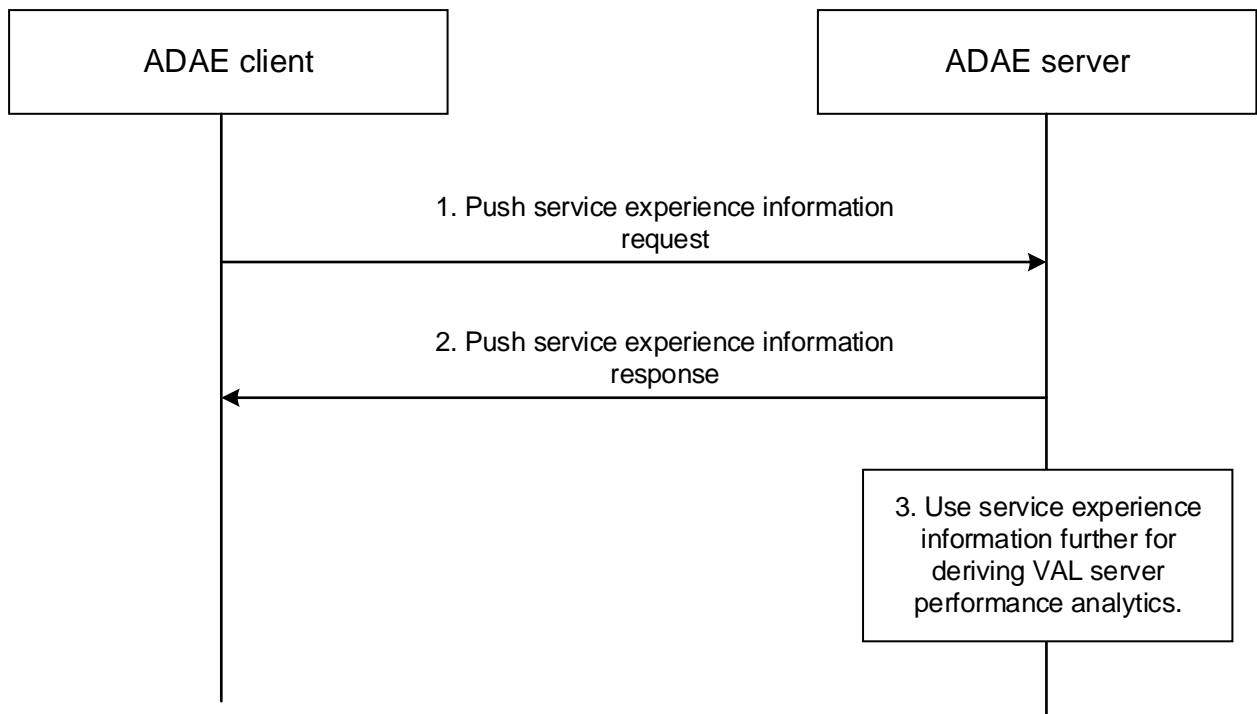 ADAE client
ADAE server
1. Push service experience information
request
2. Push service experience information
response
3. Use service experience
information further for
deriving VAL server
performance analytics.